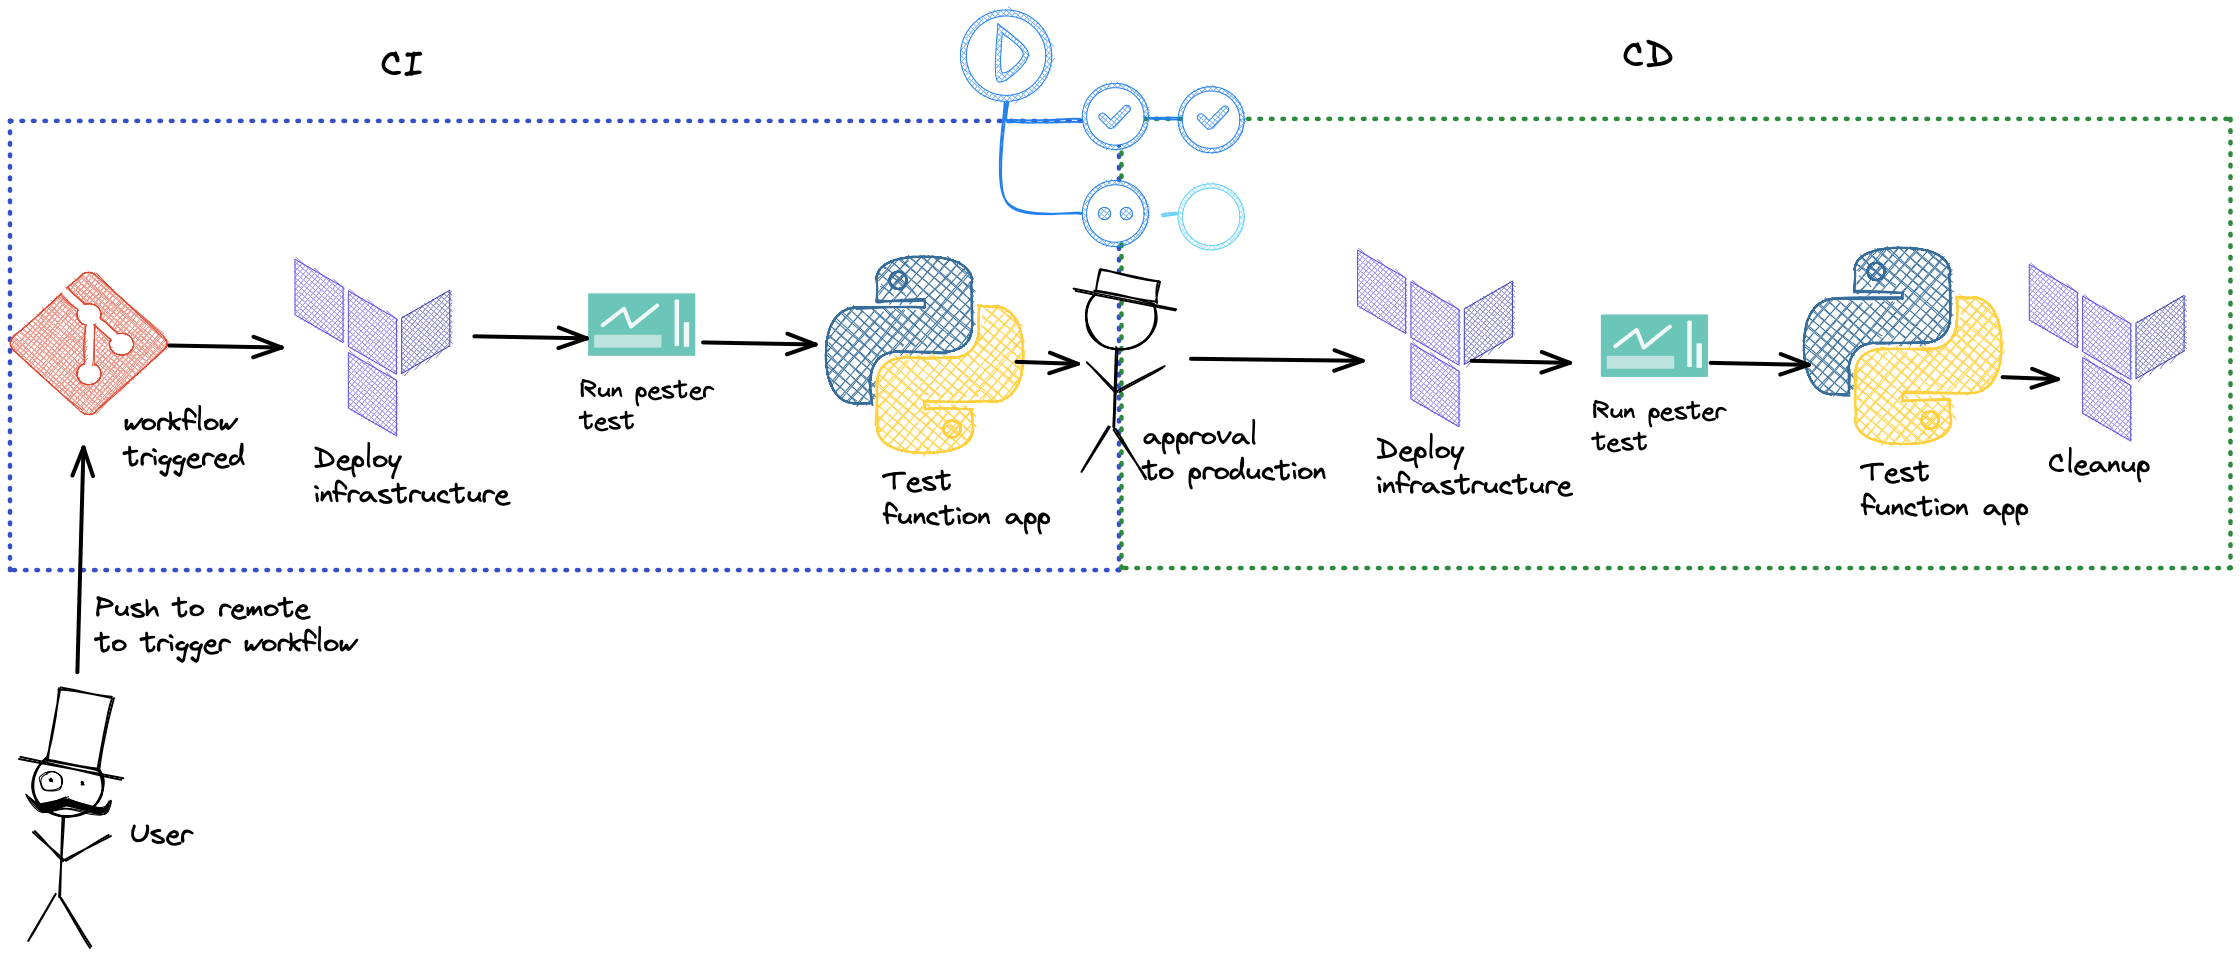 CI
CD
workflow
triggered
Deploy
infrastructure
Run pester
test
Test
function app
approval
to production
Deploy
infrastructure
Run pester
test
Test
function app
Cleanup
Push to remote
to trigger workflow
User